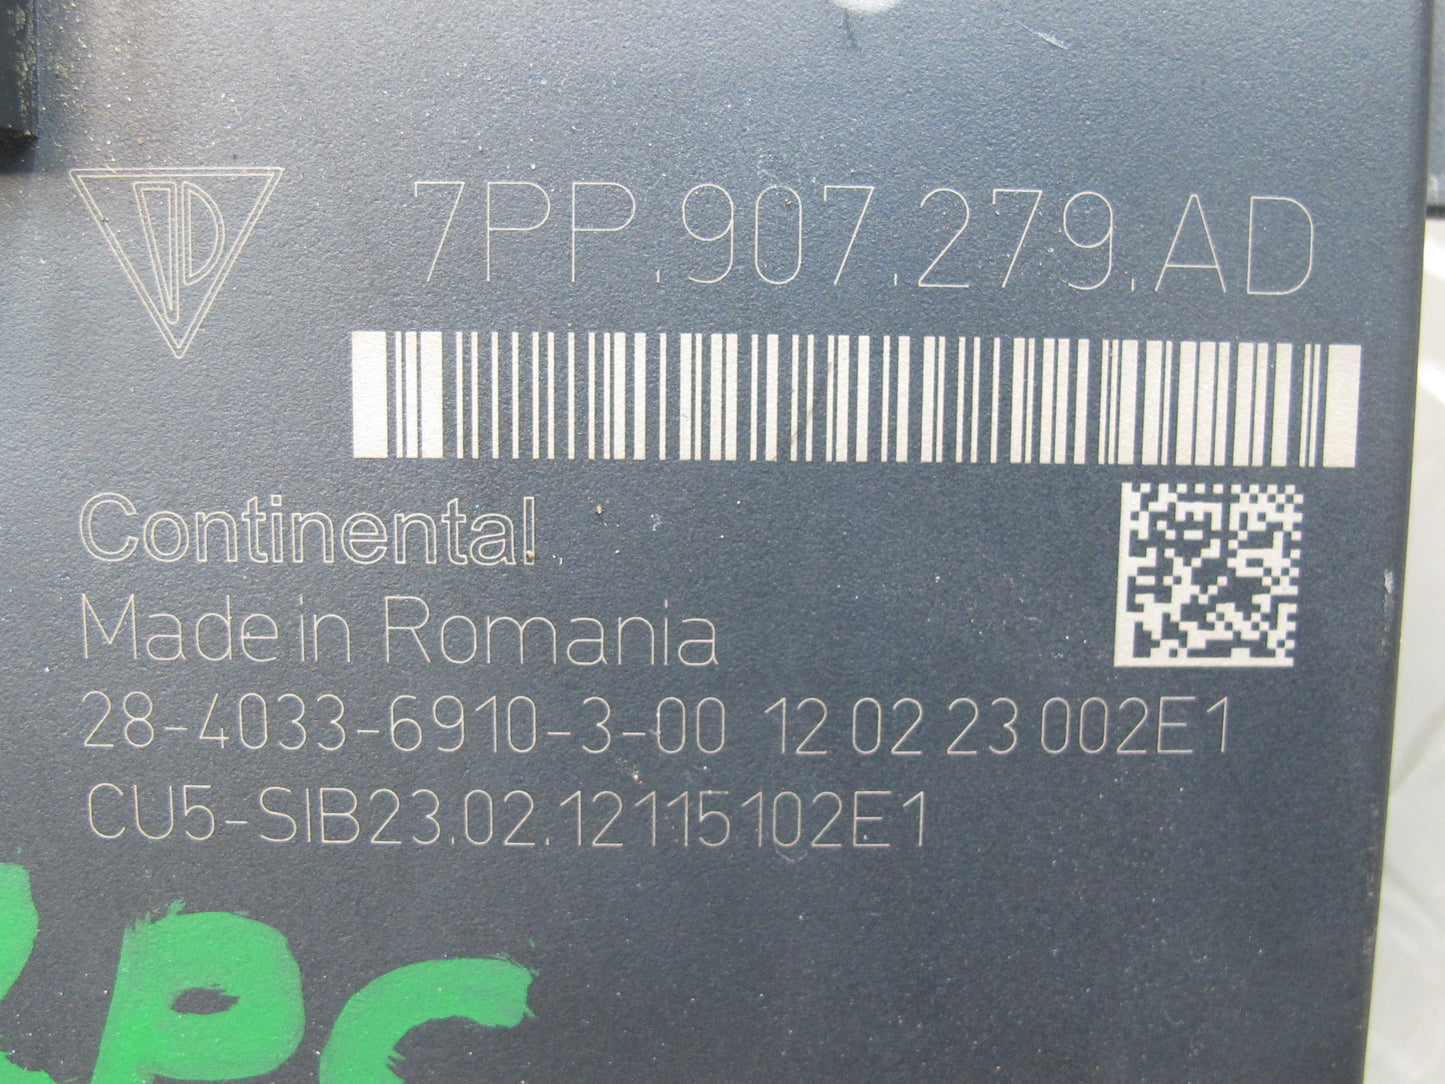 7PP.907.279.AD
Continental
Made in Romania
28-4033-6910-3-00 12 02 23 002E1
CU5-SIB23.02.12115102E1
PC